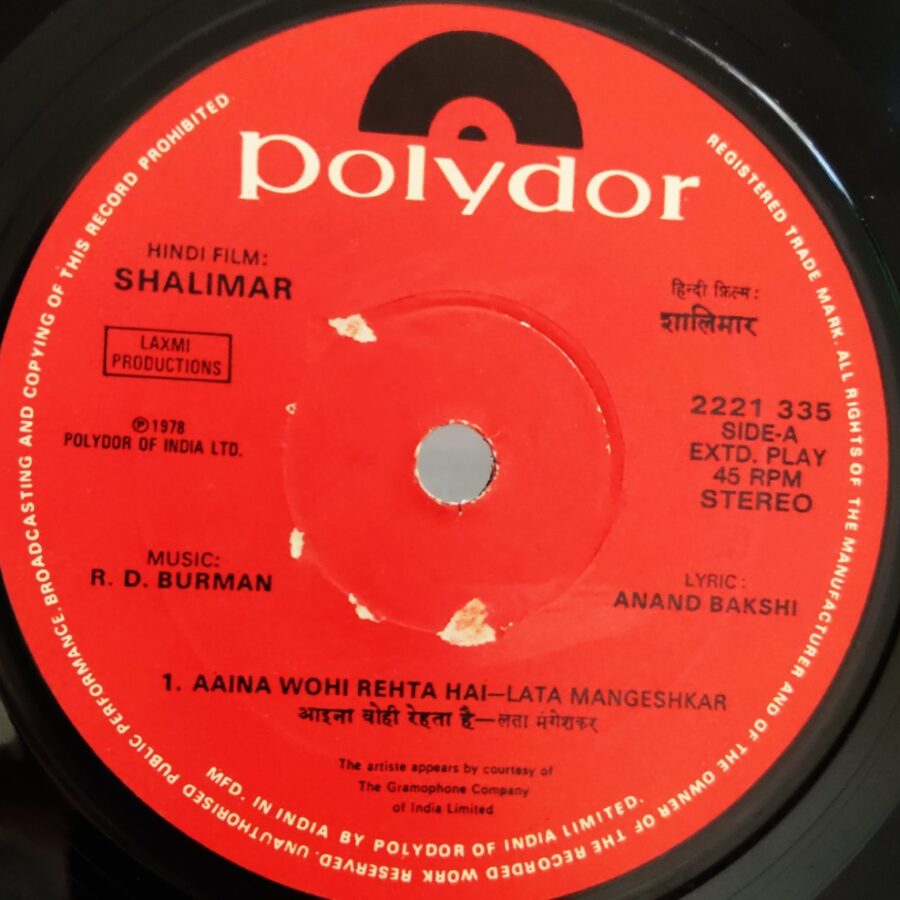 polydor
HINDI FILM:
SHALIMAR
LAXMI
PRODUCTIONS
℗ 1978
POLYDOR OF INDIA LTD.
MUSIC:
R. D. BURMAN
हिन्दी फ़िल्म :
शालिमार
2221 335
SIDE-A
EXTD. PLAY
45 RPM
STEREO
LYRIC :
ANAND BAKSHI
1. AAINA WOHI REHTA HAI—LATA MANGESHKAR
आइना वोही रेहता है—लता मंगेशकर
The artiste appears by courtesy of
The Gramophone Company
of India Limited
MFD. IN INDIA BY POLYDOR OF INDIA LIMITED.
REGISTERED TRADE MARK. ALL RIGHTS OF THE MANUFACTURER AND OF THE OWNER OF THE RECORDED WORK RESERVED. UNAUTHORISED PUBLIC PERFORMANCE. BROADCASTING AND COPYING OF THIS RECORD PROHIBITED